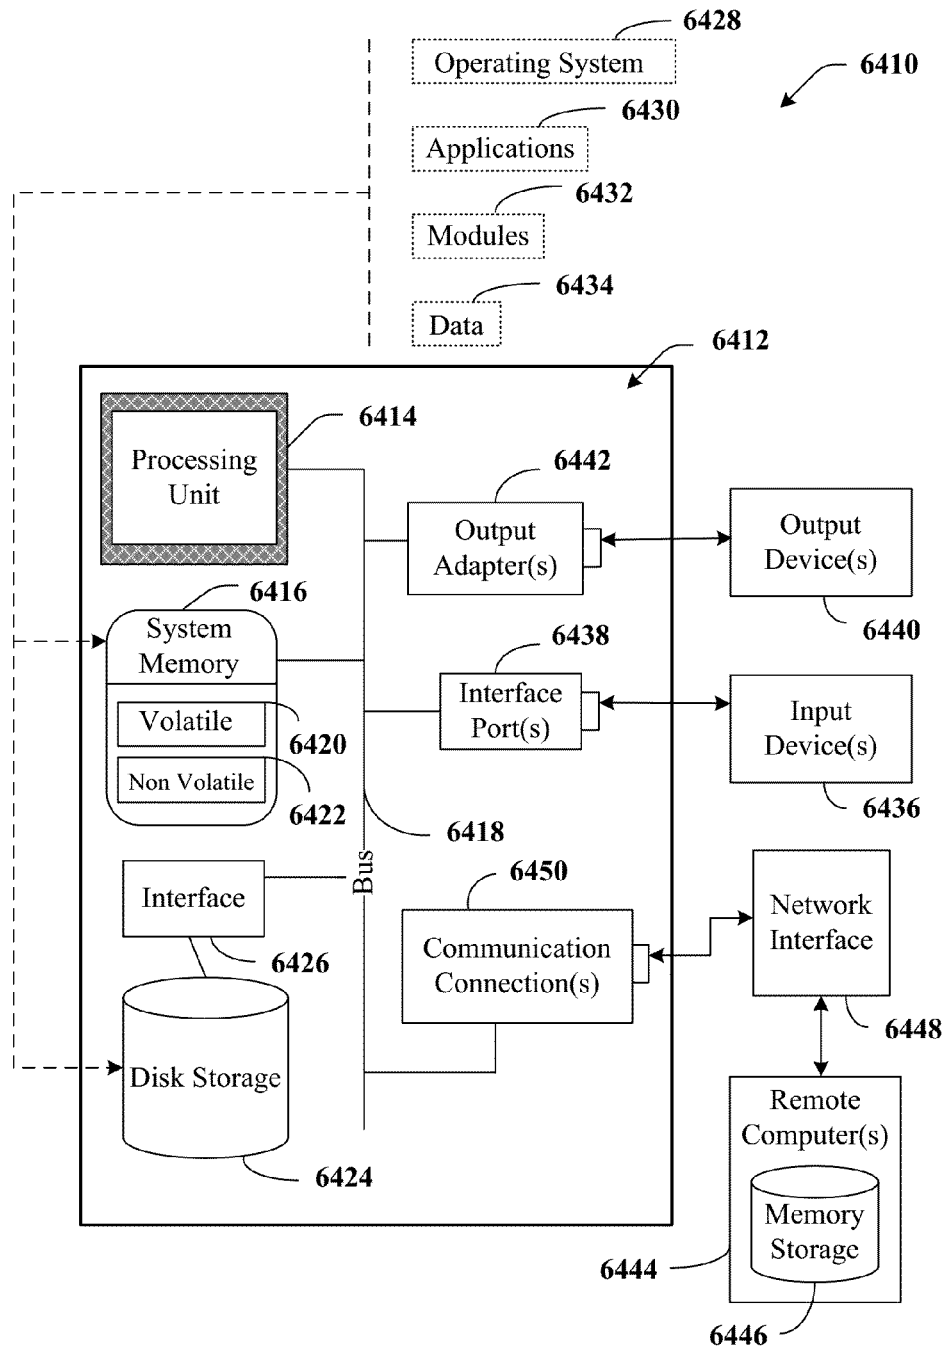 6428
Operating System
6410
6430
Applications
6432
Modules
6434
Data
6412
6414
Processing
Unit
6442
Output
Adapter(s)
Output
Device(s)
6440
6416
System
Memory
6438
Interface
Port(s)
Input
Device(s)
6436
Volatile
6420
Non Volatile
6422
6418
Bus
6450
Interface
6426
Communication
Connection(s)
Network
Interface
6448
Disk Storage
6424
Remote
Computer(s)
Memory
Storage
6444
6446